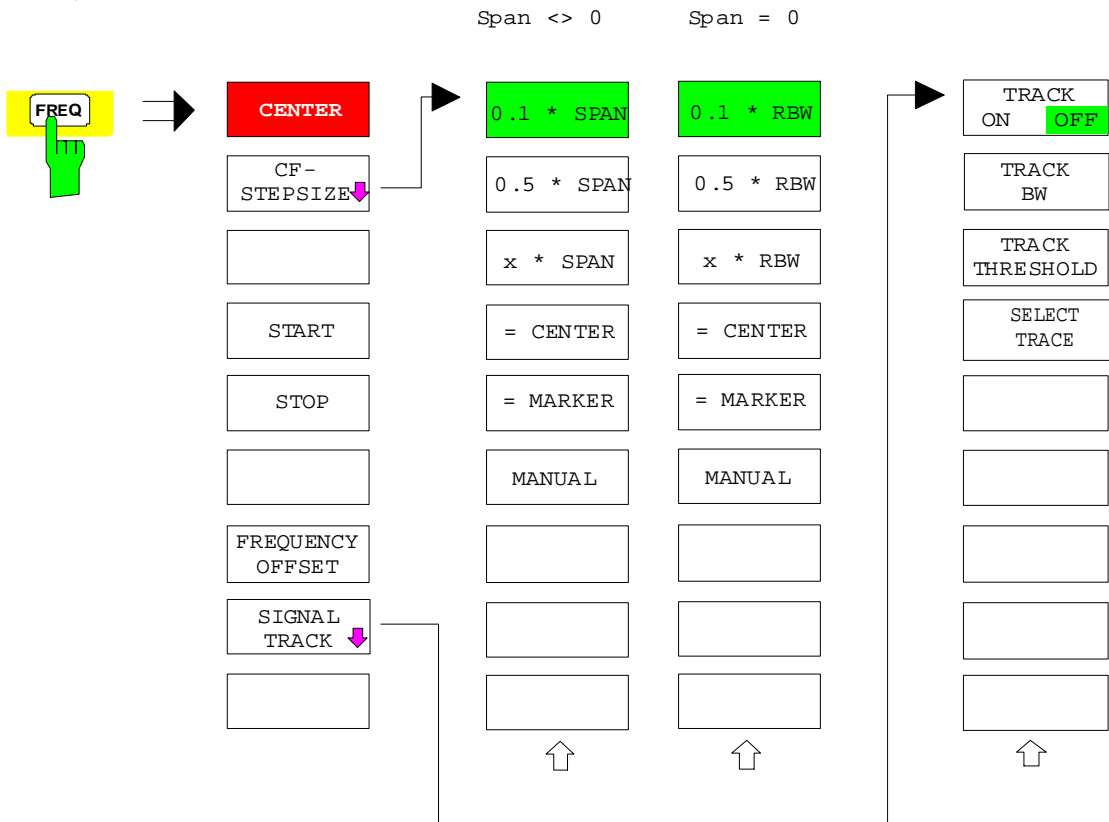 Span <> 0
Span = 0
FREQ
CENTER
CF-
STEPSIZE
START
STOP
FREQUENCY
OFFSET
SIGNAL
TRACK
0.1 * SPAN
0.5 * SPAN
x * SPAN
= CENTER
= MARKER
MANUAL
0.1 * RBW
0.5 * RBW
x * RBW
= CENTER
= MARKER
MANUAL
TRACK
ON OFF
TRACK
BW
TRACK
THRESHOLD
SELECT
TRACE